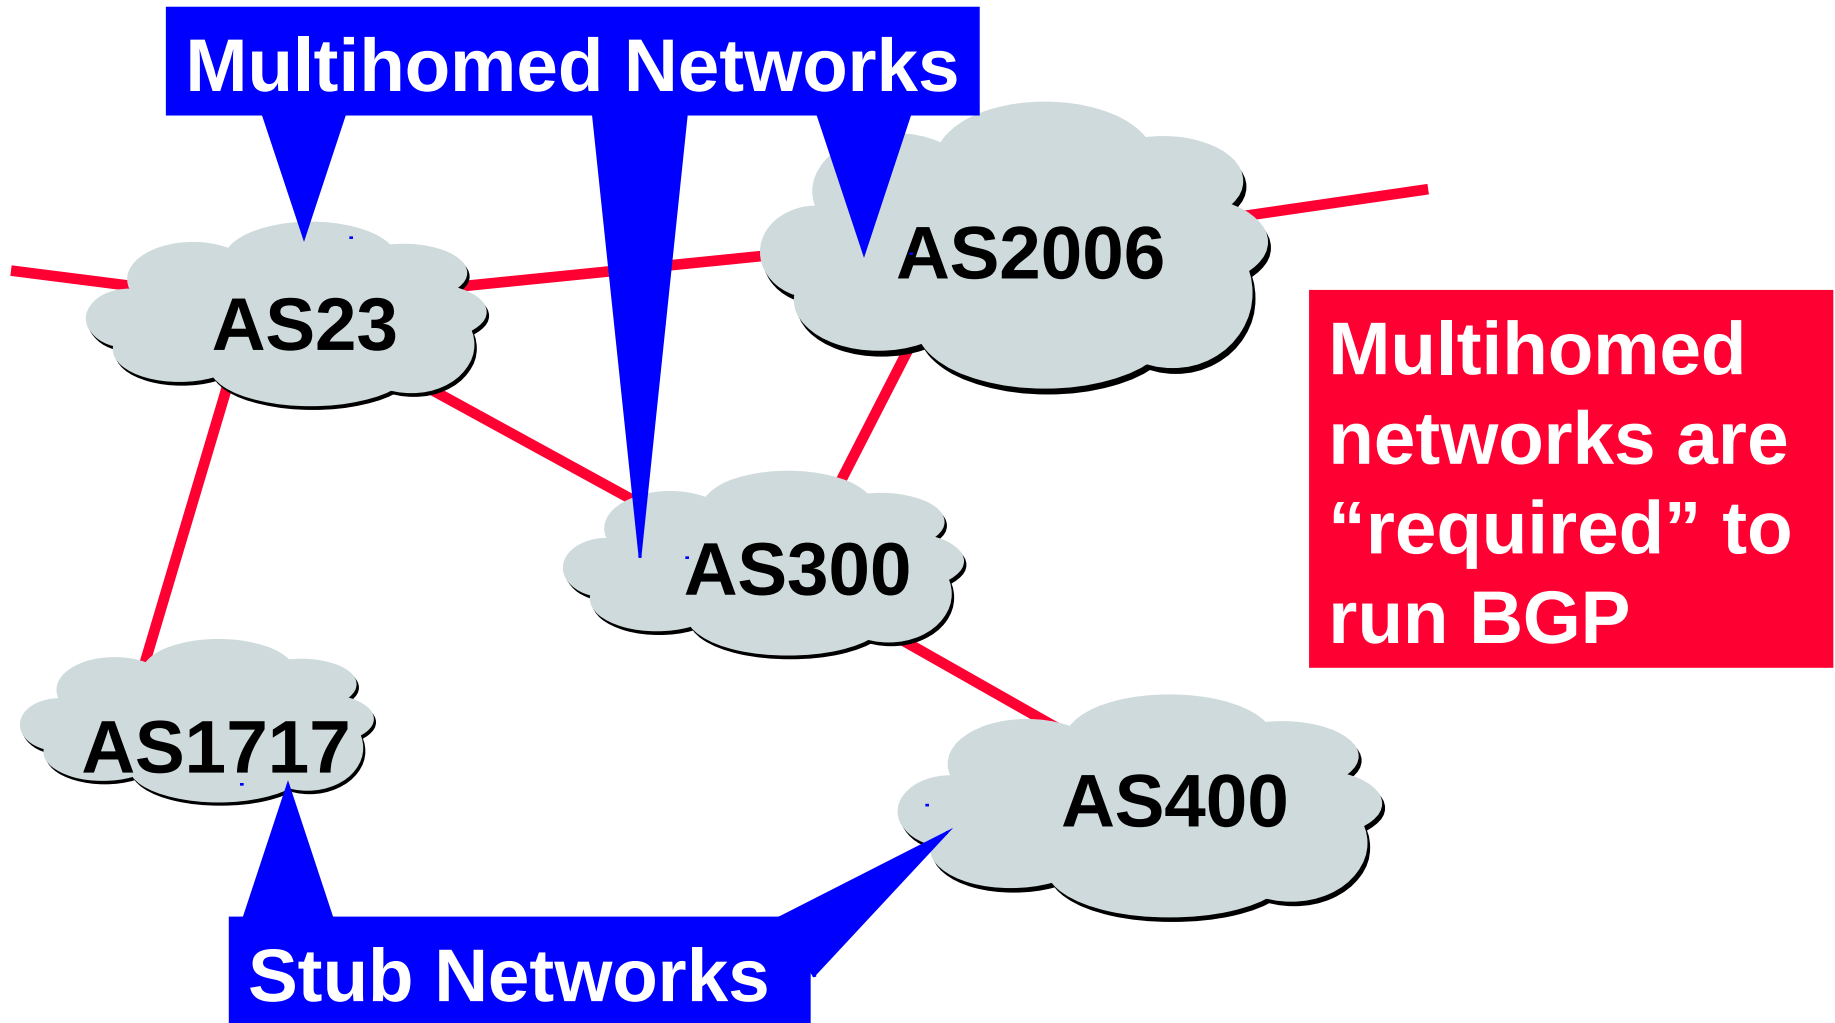 Multihomed Networks
AS2006
AS23
Multihomed
networks are
“required” to
run BGP
AS300
AS1717
AS400
Stub Networks